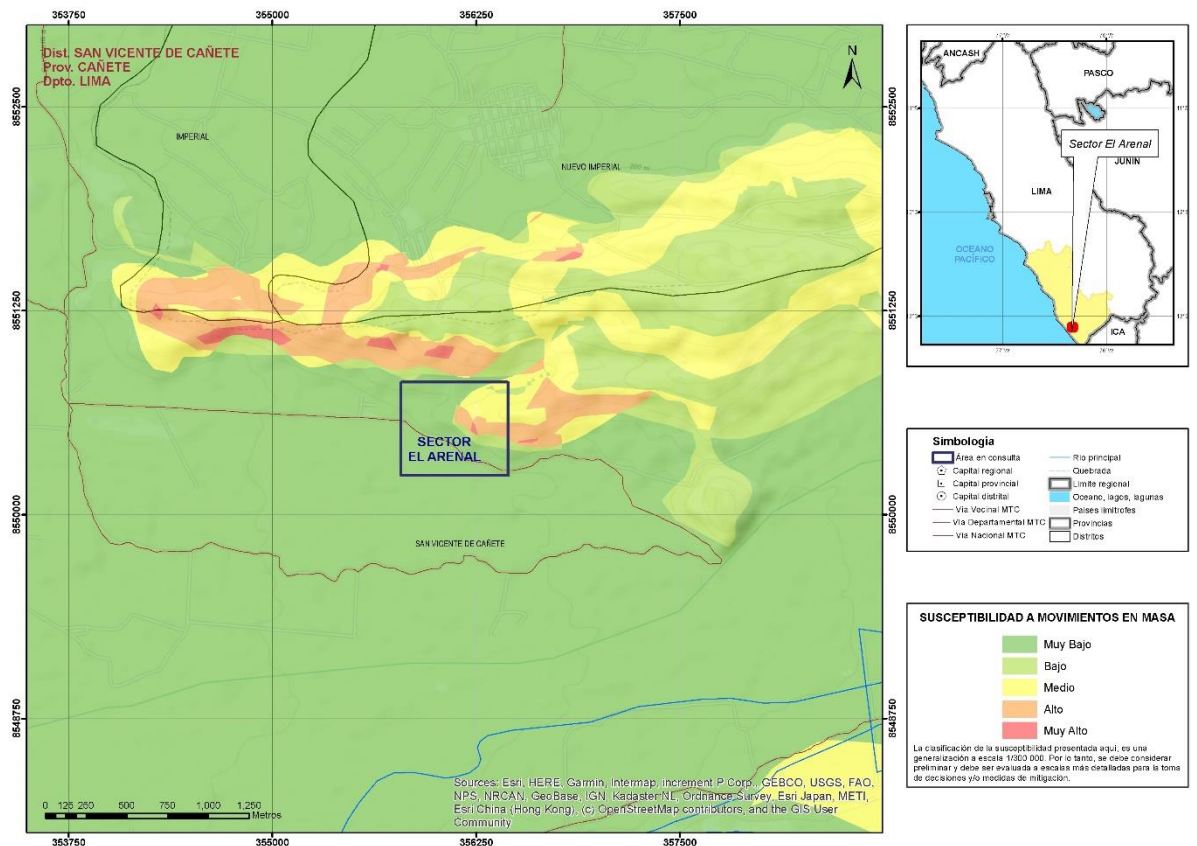 353750 355000 356250 357500
Dist. SAN VICENTE DE CAÑETE
Prov. CAÑETE
Dpto. LIMA
N
8552500
8552500
IMPERIAL
NUEVO IMPERIAL
8551250
8551250
SECTOR
EL ARENAL
8550000
8550000
SAN VICENTE DE CAÑETE
8548750
8548750
Sources: Esri, HERE, Garmin, Intermap, increment P Corp., GEBCO, USGS, FAO,
NPS, NRCAN, GeoBase, IGN, Kadaster NL, Ordnance Survey, Esri Japan, METI,
Esri China (Hong Kong), (c) OpenStreetMap contributors, and the GIS User
Community
0 125 250 500 750 1,000 1,250
Metros
353750 355000 356250 357500
ANCASH
PASCO
Sector El Arenal
JUNIN
LIMA
OCEANO
PACÍFICO
ICA
Simbología
Área en consulta
Capital regional
Capital provincial
Capital distrital
Vía Vecinal MTC
Vía Departamental MTC
Vía Nacional MTC
Río principal
Quebrada
Límite regional
Oceano, lagos, lagunas
Países limítrofes
Provincias
Distritos
SUSCEPTIBILIDAD A MOVIMIENTOS EN MASA
Muy Bajo
Bajo
Medio
Alto
Muy Alto
La clasificación de la susceptibilidad presentada aquí, es una
generalización a escala 1/300 000. Por lo tanto, se debe considerar
preliminar y debe ser evaluada a escalas más detalladas para la toma
de decisiones y/o medidas de mitigación.